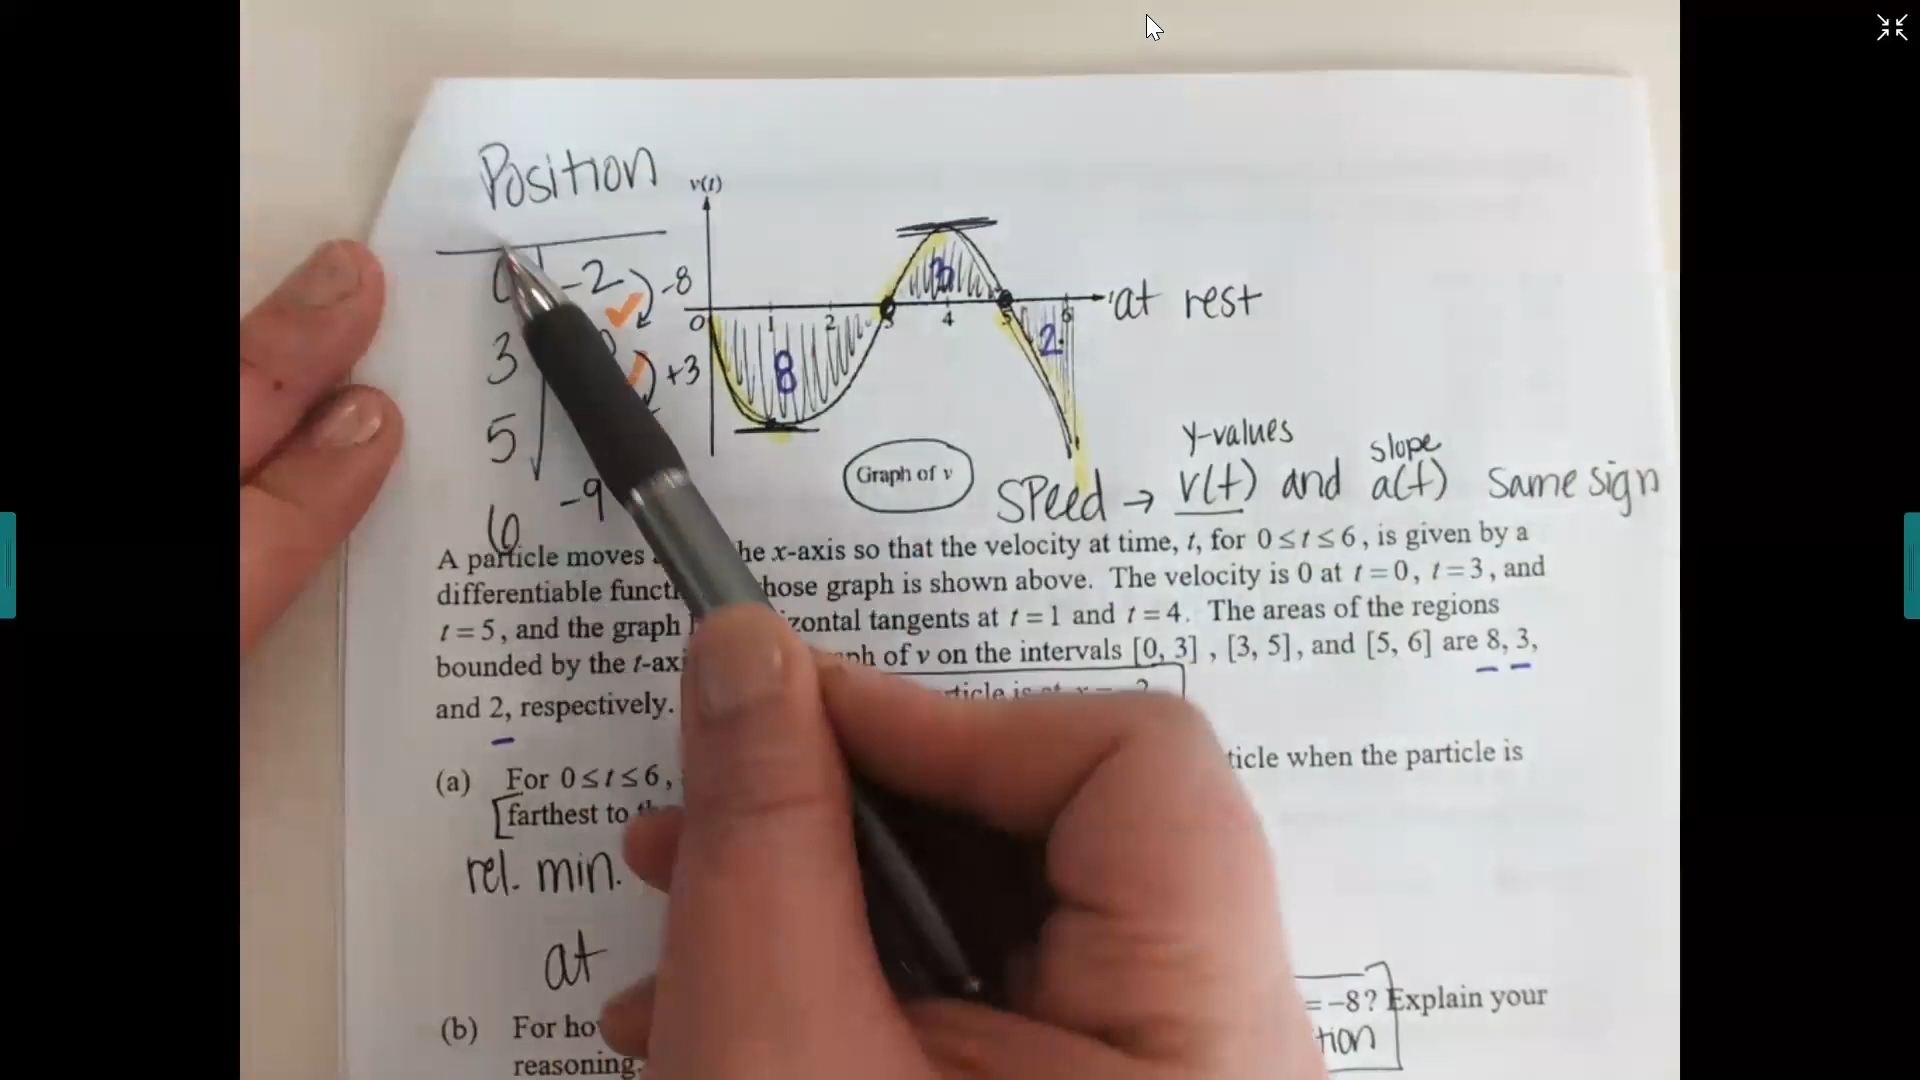 Position
v(t)
0 -2 -8
3 +3
5
6 -9
O 1 2 3 4 5 6
8 3 2
at rest
Graph of v
y-values slope
SPEED → v(t) and a(t) same sign
A particle moves he x-axis so that the velocity at time, t, for 0 ≤ t ≤ 6, is given by a
differentiable hose graph is shown above. The velocity is 0 at t = 0, t = 3, and
t = 5, and the graph zontal tangents at t = 1 and t = 4. The areas of the regions
bounded by the t-axi ph of v on the intervals [0, 3], [3, 5], and [5, 6] are 8, 3,
and 2, respectively.
(a) For 0 ≤ t ≤ 6, ticle when the particle is
farthest to
rel. min.
at
= -8? Explain your
(b) For ho tion
reasoning.